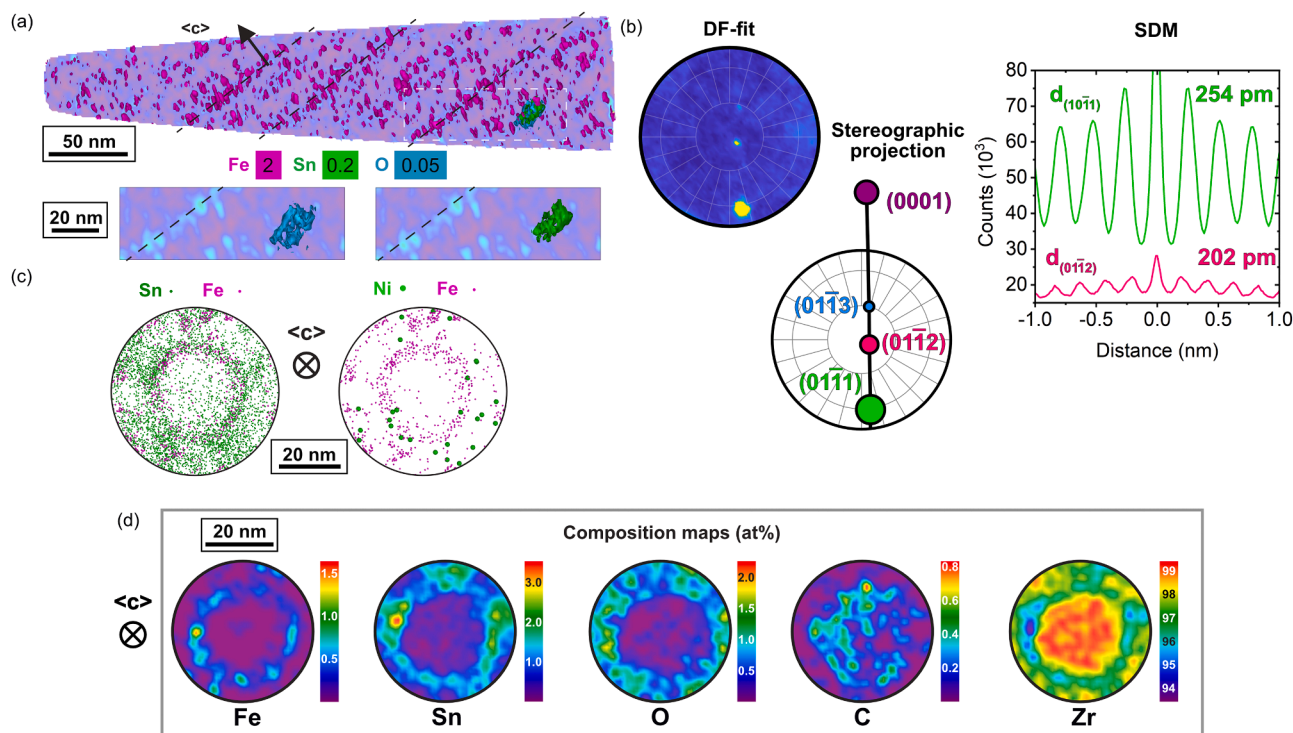 (a)
<c>
50 nm
Fe 2 Sn 0.2 O 0.05
20 nm
(b)
DF-fit
Stereographic
projection
(0001)
(011̅3)
(011̅2)
(011̅1)
SDM
80
70
60
50
40
30
20
Counts (10³)
d(101̅1) 254 pm
d(011̅2) 202 pm
-1.0 -0.5 0.0 0.5 1.0
Distance (nm)
(c)
Sn Fe
<c>
Ni Fe
20 nm
(d)
20 nm
Composition maps (at%)
<c>
1.5
1.0
0.5
Fe
3.0
2.0
1.0
Sn
2.0
1.5
1.0
0.5
O
0.8
0.6
0.4
0.2
C
99
98
97
96
95
94
Zr